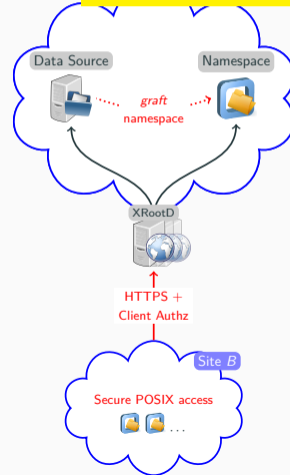 Data Source
Namespace
graft
namespace
XRootD
HTTPS +
Client Authz
Site B
Secure POSIX access
...